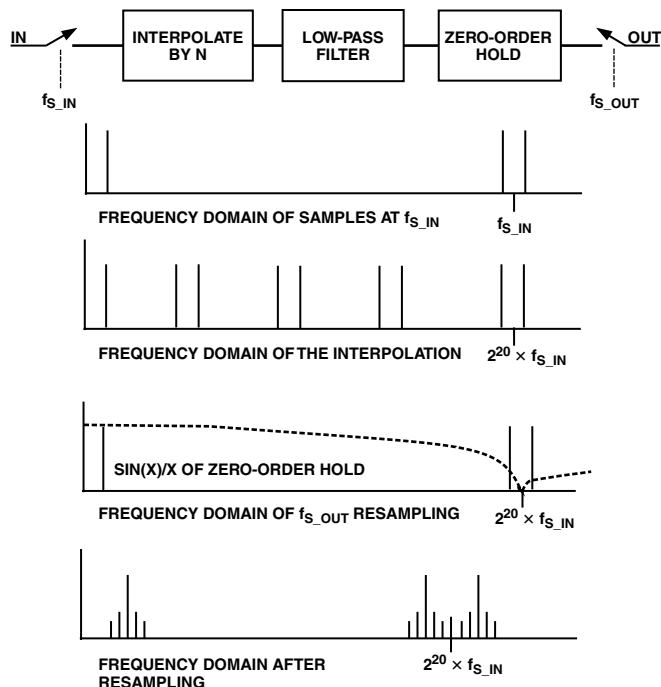 IN
INTERPOLATE
BY N
LOW-PASS
FILTER
ZERO-ORDER
HOLD
OUT
fS_IN
fS_OUT
FREQUENCY DOMAIN OF SAMPLES AT fS_IN
fS_IN
FREQUENCY DOMAIN OF THE INTERPOLATION
2^20 × fS_IN
SIN(X)/X OF ZERO-ORDER HOLD
FREQUENCY DOMAIN OF fS_OUT RESAMPLING
2^20 × fS_IN
FREQUENCY DOMAIN AFTER
RESAMPLING
2^20 × fS_IN